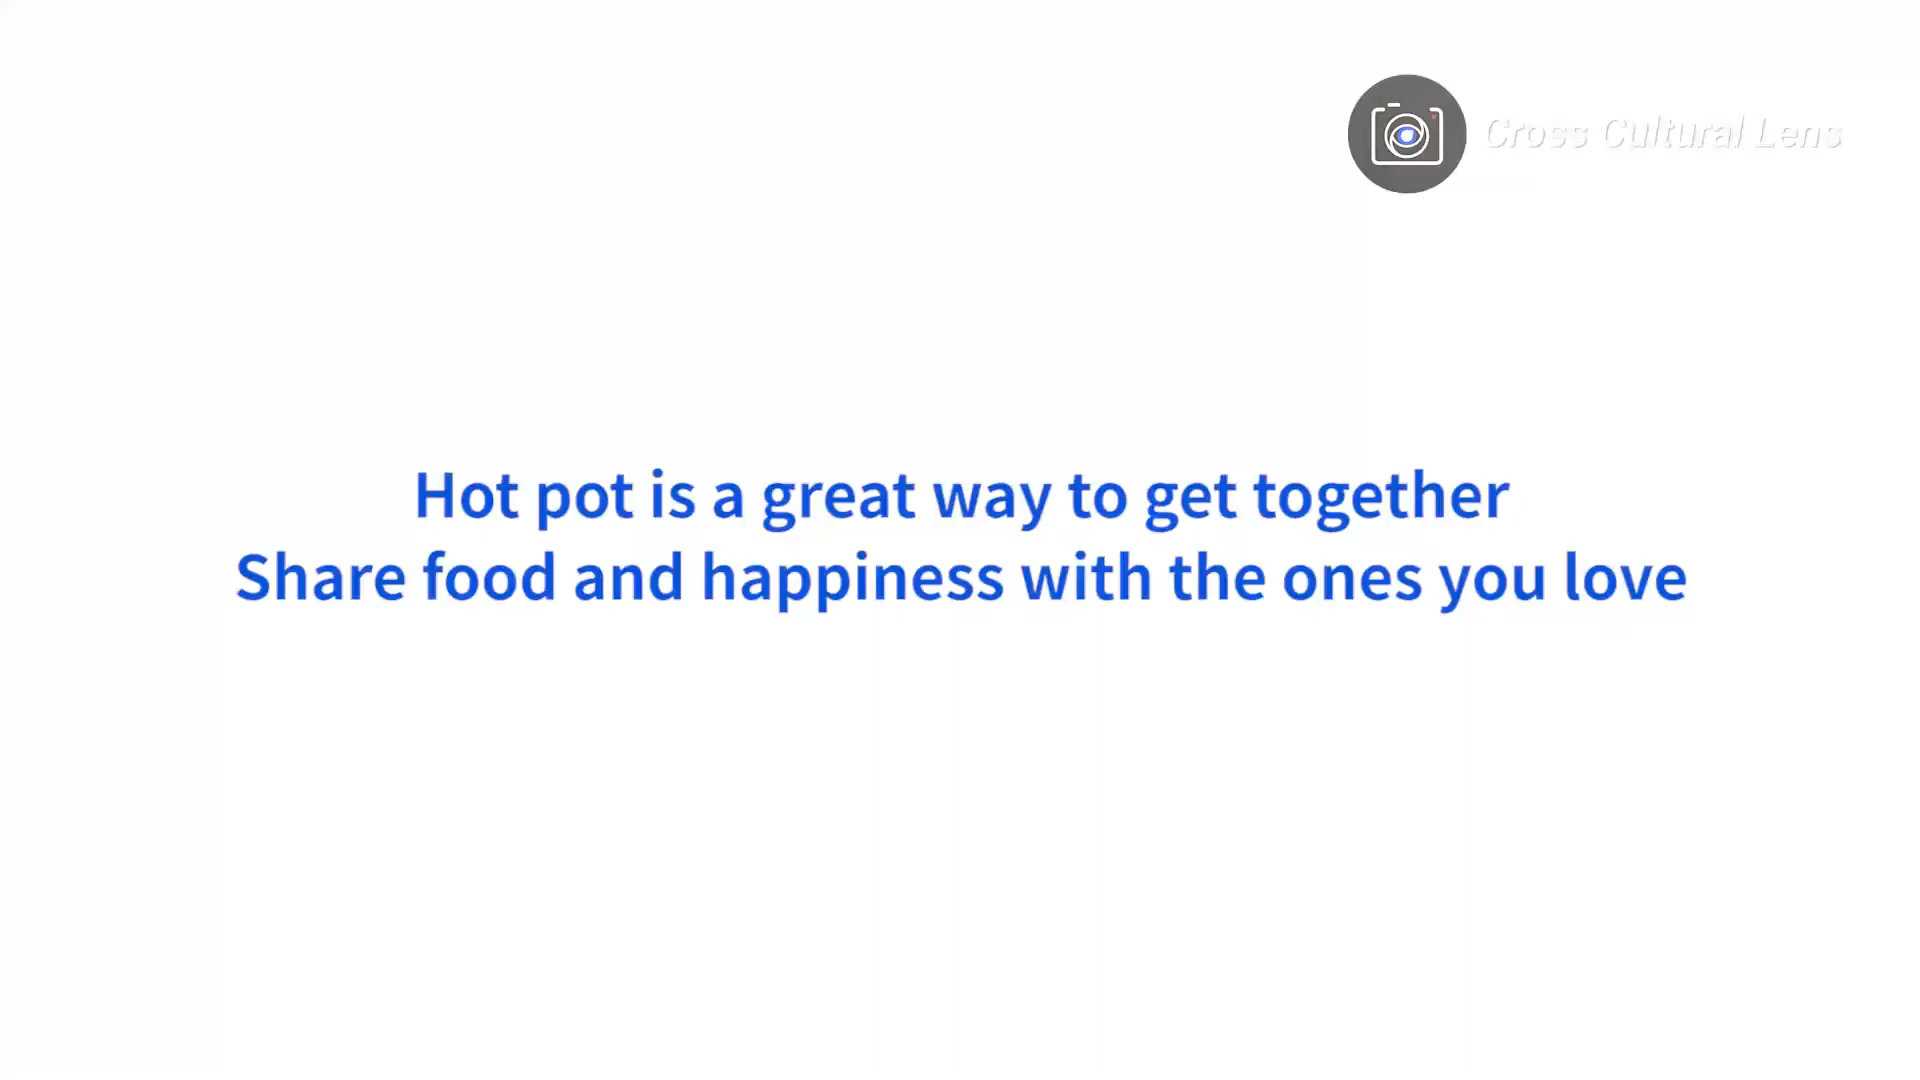 Cross Cultural Lens
Hot pot is a great way to get together
Share food and happiness with the ones you love